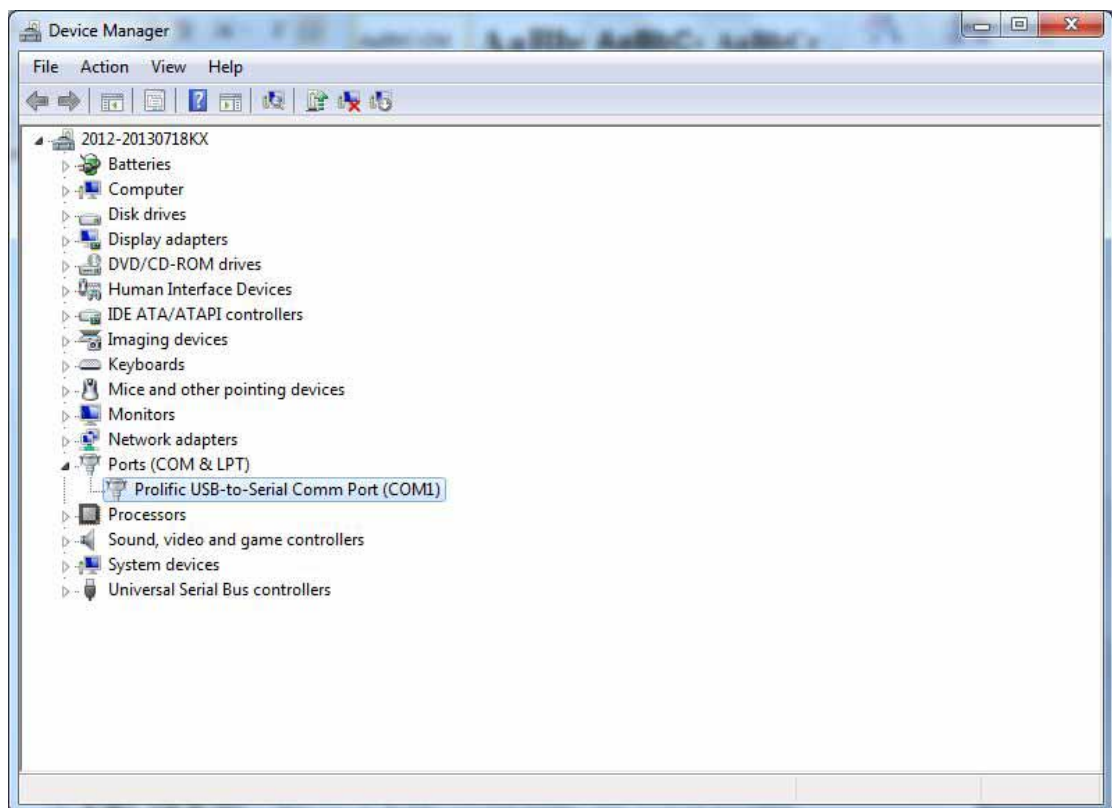 Device Manager
File Action View Help
2012-20130718KX
Batteries
Computer
Disk drives
Display adapters
DVD/CD-ROM drives
Human Interface Devices
IDE ATA/ATAPI controllers
Imaging devices
Keyboards
Mice and other pointing devices
Monitors
Network adapters
Ports (COM & LPT)
Prolific USB-to-Serial Comm Port (COM1)
Processors
Sound, video and game controllers
System devices
Universal Serial Bus controllers